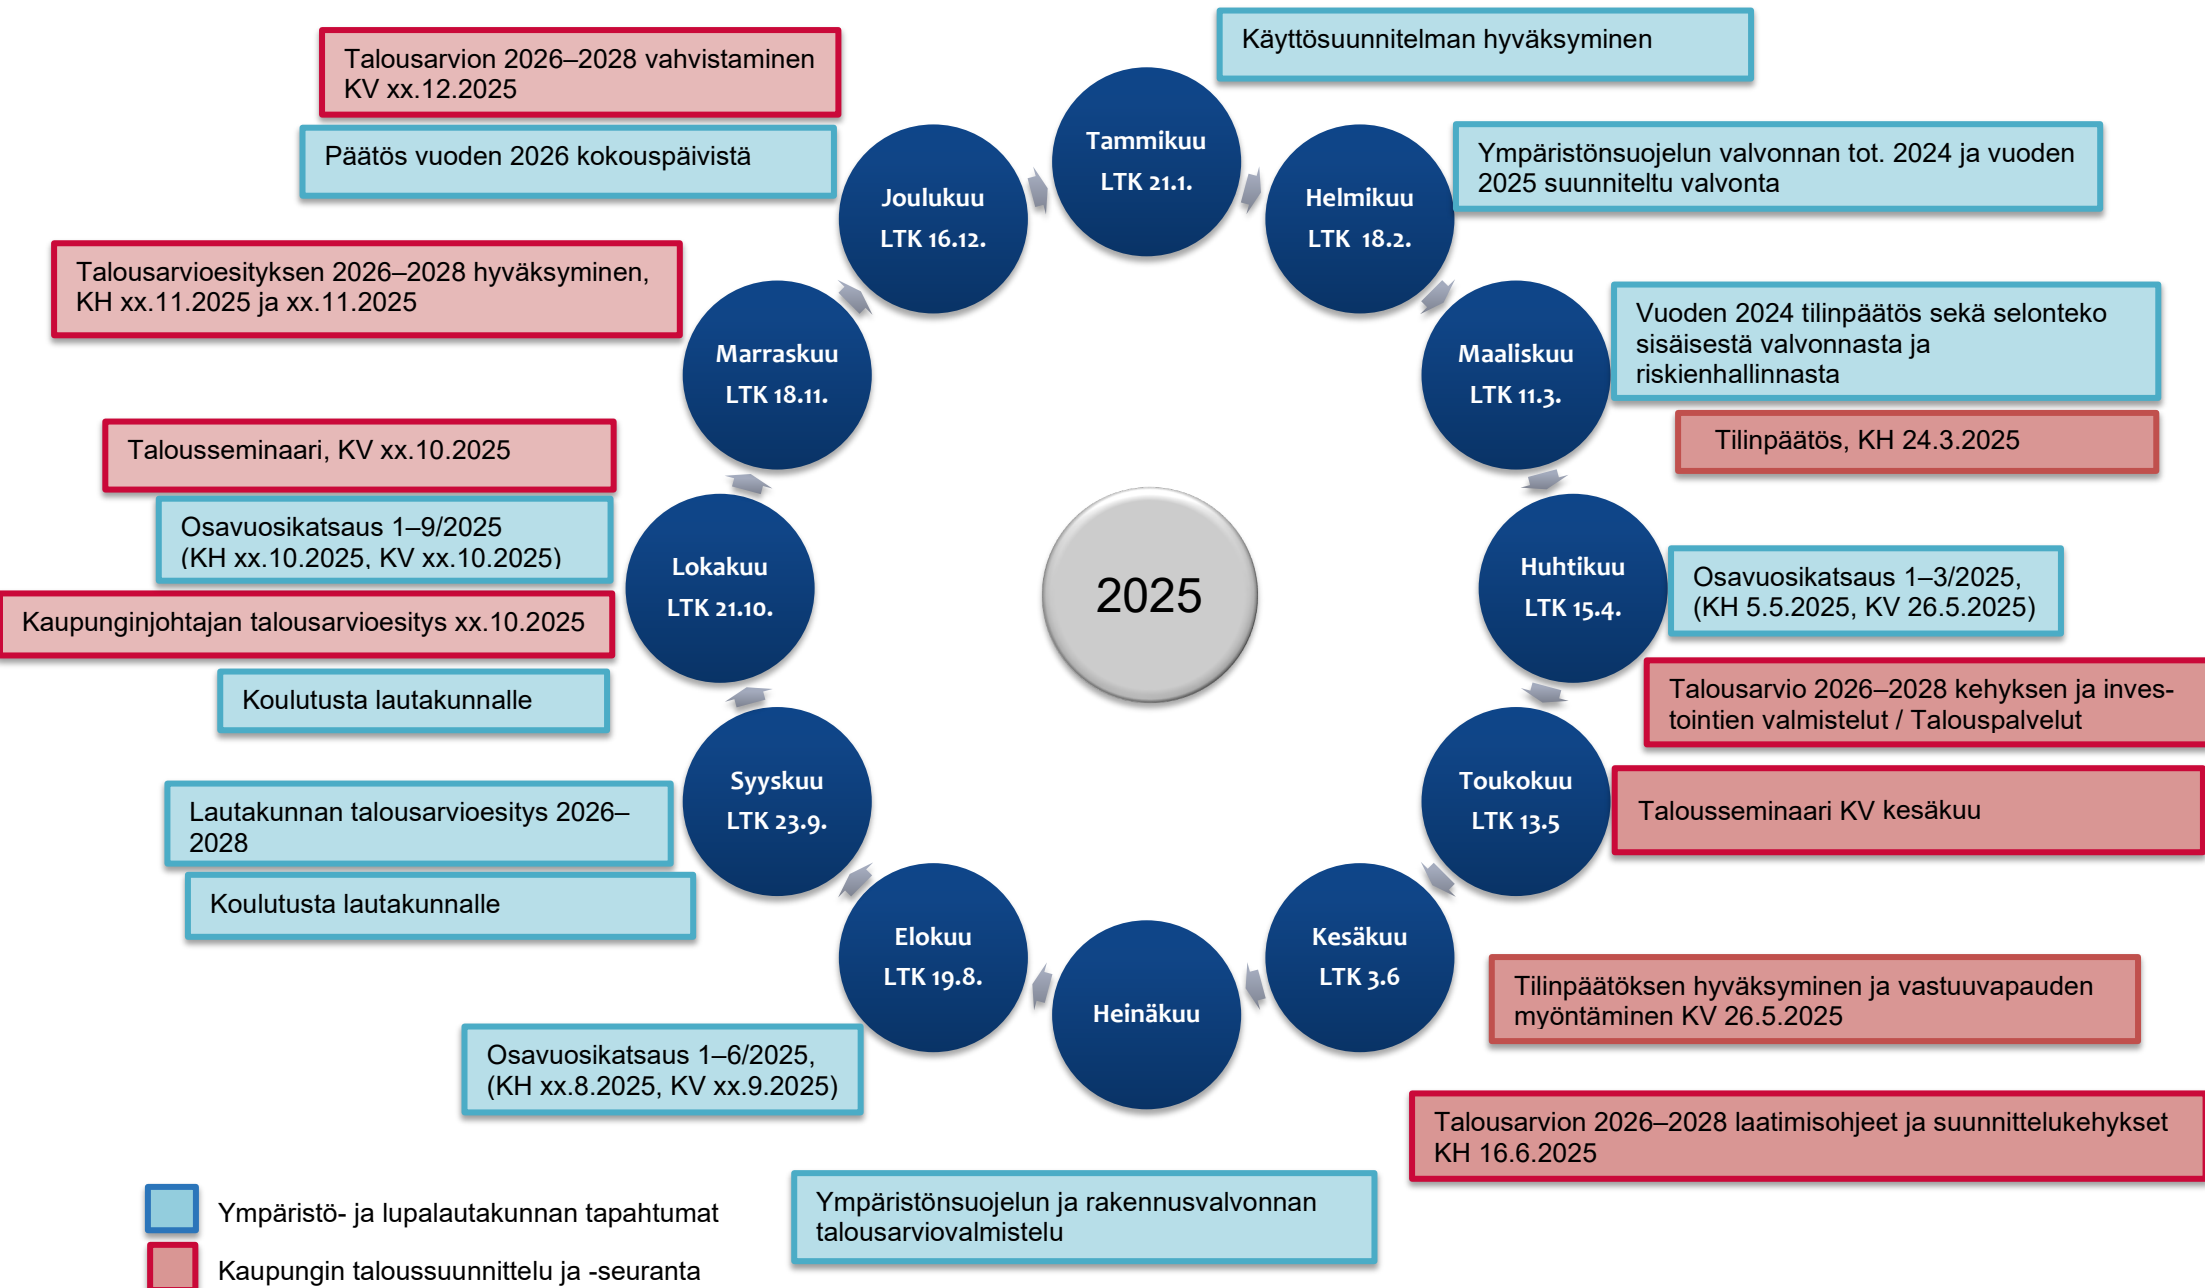 Käyttösuunnitelman hyväksyminen
Talousarvion 2026–2028 vahvistaminen
KV xx.12.2025
Päätös vuoden 2026 kokouspäivistä
Tammikuu
LTK 21.1.
Ympäristönsuojelun valvonnan tot. 2024 ja vuoden
2025 suunniteltu valvonta
Joulukuu
LTK 16.12.
Helmikuu
LTK 18.2.
Talousarvioesityksen 2026–2028 hyväksyminen,
KH xx.11.2025 ja xx.11.2025
Marraskuu
LTK 18.11.
Maaliskuu
LTK 11.3.
Vuoden 2024 tilinpäätös sekä selonteko
sisäisestä valvonnasta ja
riskienhallinnasta
Tilinpäätös, KH 24.3.2025
Talousseminaari, KV xx.10.2025
Osavuosikatsaus 1–9/2025
(KH xx.10.2025, KV xx.10.2025)
Kaupunginjohtajan talousarvioesitys xx.10.2025
Koulutusta lautakunnalle
Lokakuu
LTK 21.10.
2025
Huhtikuu
LTK 15.4.
Osavuosikatsaus 1–3/2025,
(KH 5.5.2025, KV 26.5.2025)
Talousarvio 2026–2028 kehyksen ja inves-
tointien valmistelut / Talouspalvelut
Syyskuu
LTK 23.9.
Toukokuu
LTK 13.5
Talousseminaari KV kesäkuu
Lautakunnan talousarvioesitys 2026–
2028
Koulutusta lautakunnalle
Elokuu
LTK 19.8.
Heinäkuu
Kesäkuu
LTK 3.6
Tilinpäätöksen hyväksyminen ja vastuuvapauden
myöntäminen KV 26.5.2025
Osavuosikatsaus 1–6/2025,
(KH xx.8.2025, KV xx.9.2025)
Talousarvion 2026–2028 laatimisohjeet ja suunnittelukehykset
KH 16.6.2025
Ympäristönsuojelun ja rakennusvalvonnan
talousarviovalmistelu
Ympäristö- ja lupalautakunnan tapahtumat
Kaupungin taloussuunnittelu ja -seuranta